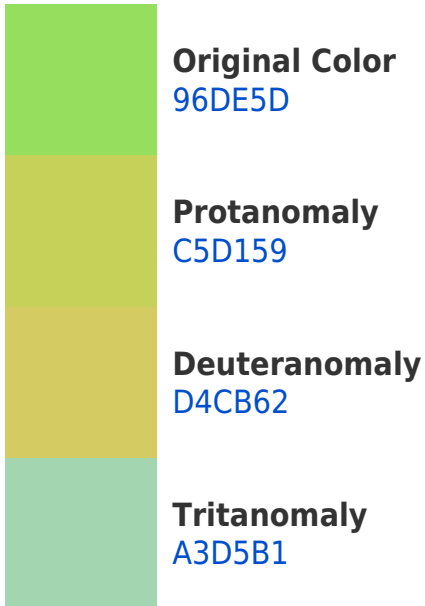 Original Color
96DE5D
Protanomaly
C5D159
Deuteranomaly
D4CB62
Tritanomaly
A3D5B1